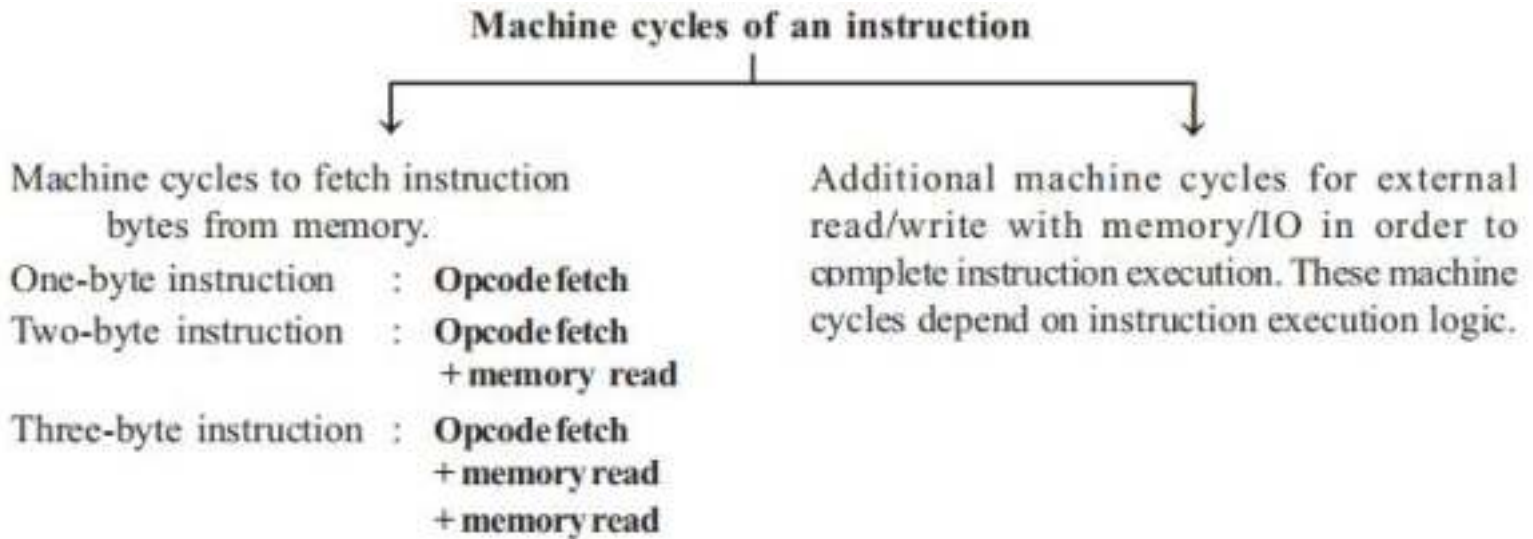 Machine cycles of an instruction
Machine cycles to fetch instruction
bytes from memory.
One-byte instruction : Opcode fetch
Two-byte instruction : Opcode fetch
+ memory read
Three-byte instruction : Opcode fetch
+ memory read
+ memory read
Additional machine cycles for external
read/write with memory/IO in order to
complete instruction execution. These machine
cycles depend on instruction execution logic.